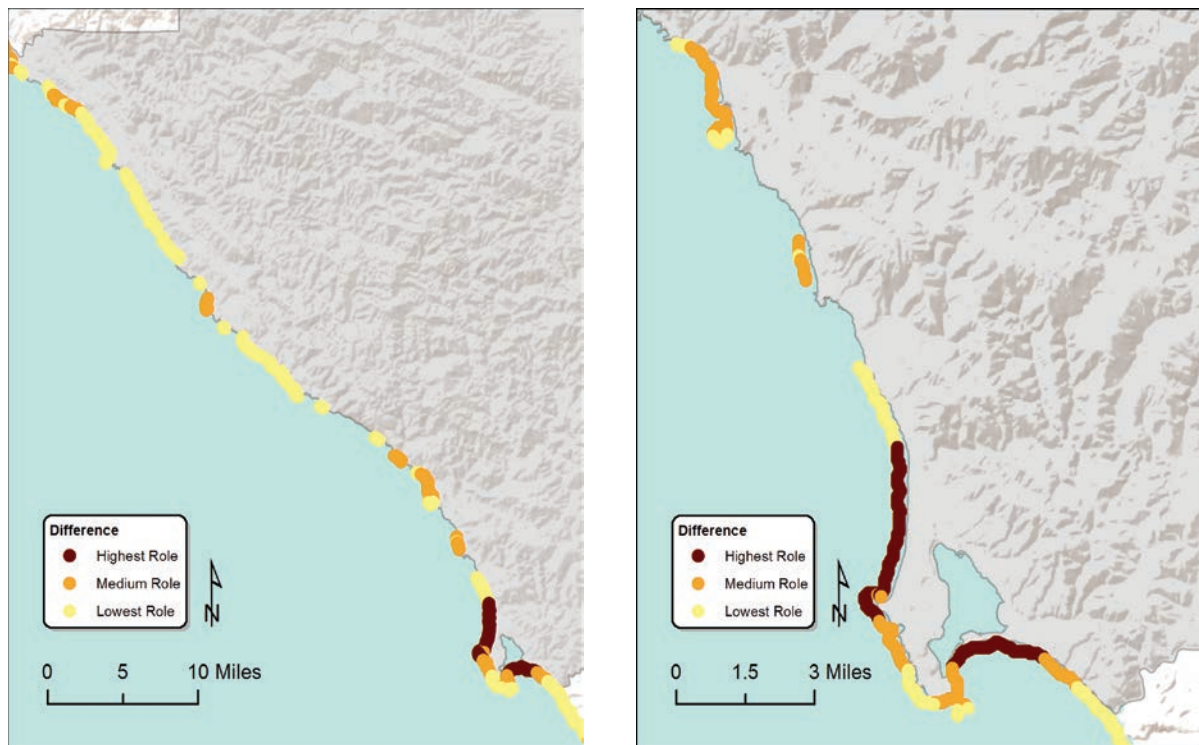 Difference
Highest Role
Medium Role
Lowest Role
N
0 5 10 Miles
Difference
Highest Role
Medium Role
Lowest Role
N
0 1.5 3 Miles